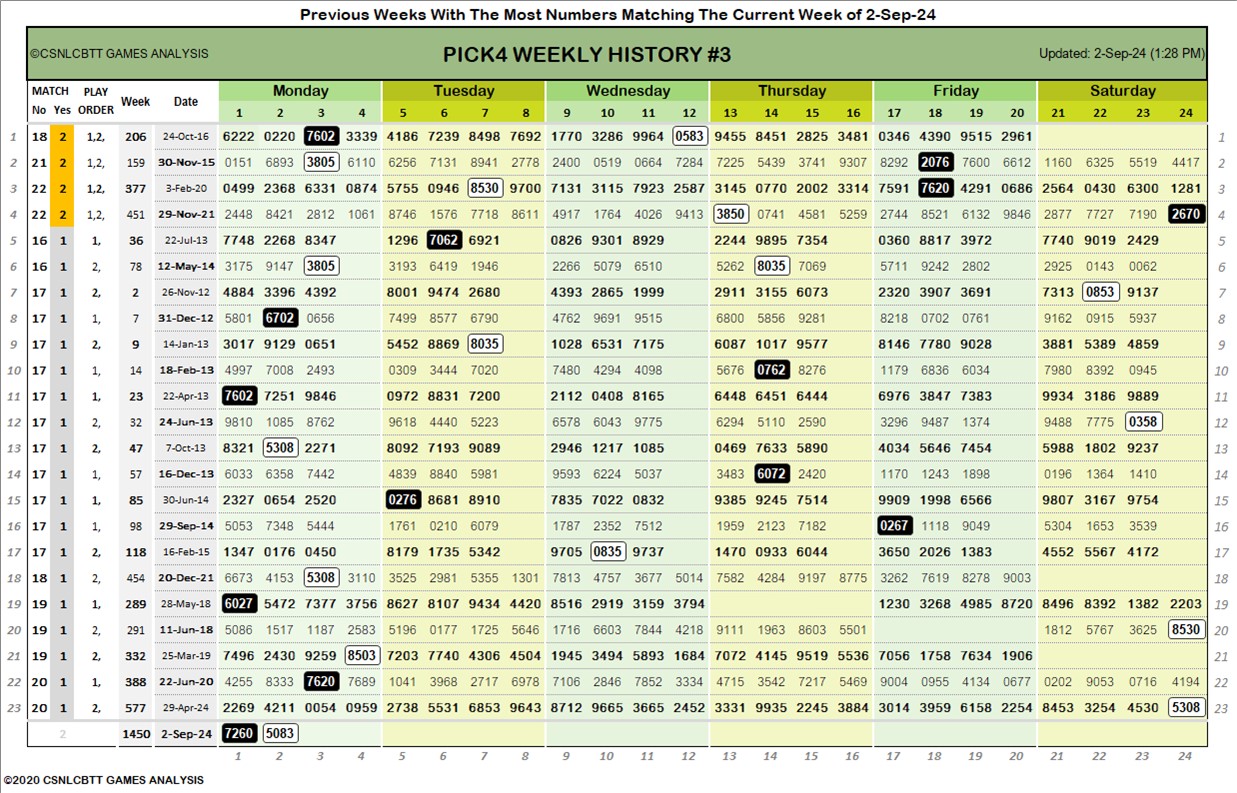 Previous Weeks With The Most Numbers Matching The Current Week of 2-Sep-24
©CSNLCBTT GAMES ANALYSIS PICK4 WEEKLY HISTORY #3 Updated: 2-Sep-24 (1:28 PM)
MATCH PLAY Week Date Monday Tuesday Wednesday Thursday Friday Saturday
No Yes ORDER 1 2 3 4 5 6 7 8 9 10 11 12 13 14 15 16 17 18 19 20 21 22 23 24
1 18 2 1,2, 206 24-Oct-16 6222 0220 7602 3339 4186 7239 8498 7692 1770 3286 9964 0583 9455 8451 2825 3481 0346 4390 9515 2961 1
2 21 2 1,2, 159 30-Nov-15 0151 6893 3805 6110 6256 7131 8941 2778 2400 0519 0664 7284 7225 5439 3741 9307 8292 2076 7600 6612 1160 6325 5519 4417 2
3 22 2 1,2, 377 3-Feb-20 0499 2368 6331 0874 5755 0946 8530 9700 7131 3115 7923 2587 3145 0770 2002 3314 7591 7620 4291 0686 2564 0430 6300 1281 3
4 22 2 1,2, 451 29-Nov-21 2448 8421 2812 1061 8746 1576 7718 8611 4917 1764 4026 9413 3850 0741 4581 5259 2744 8521 6132 9846 2877 7727 7190 2670 4
5 16 1 1, 36 22-Jul-13 7748 2268 8347 1296 7062 6921 0826 9301 8929 2244 9895 7354 0360 8817 3972 7740 9019 2429 5
6 16 1 2, 78 12-May-14 3175 9147 3805 3193 6419 1946 2266 5079 6510 5262 8035 7069 5711 9242 2802 2925 0143 0062 6
7 17 1 2, 2 26-Nov-12 4884 3396 4392 8001 9474 2680 4393 2865 1999 2911 3155 6073 2320 3907 3691 7313 0853 9137 7
8 17 1 1, 7 31-Dec-12 5801 6702 0656 7499 8577 6790 4762 9691 9515 6800 5856 9281 8218 0702 0761 9162 0915 5937 8
9 17 1 2, 9 14-Jan-13 3017 9129 0651 5452 8869 8035 1028 6531 7175 6087 1017 9577 8146 7780 9028 3881 5389 4859 9
10 17 1 1, 14 18-Feb-13 4997 7008 2493 0309 3444 7020 7480 4294 4098 5676 0762 8276 1179 6836 6034 7980 8392 0945 10
11 17 1 1, 23 22-Apr-13 7602 7251 9846 0972 8831 7200 2112 0408 8165 6448 6451 6444 6976 3847 7383 9934 3186 9889 11
12 17 1 2, 32 24-Jun-13 9810 1085 8762 9618 4440 5223 6578 6043 9775 6294 5110 2590 3296 9487 1374 9488 7775 0358 12
13 17 1 2, 47 7-Oct-13 8321 5308 2271 8092 7193 9089 2946 1217 1085 0469 7633 5890 4034 5646 7454 5988 1802 9237 13
14 17 1 1, 57 16-Dec-13 6033 6358 7442 4839 8840 5981 9593 6224 5037 3483 6072 2420 1170 1243 1898 0196 1364 1410 14
15 17 1 1, 85 30-Jun-14 2327 0654 2520 0276 8681 8910 7835 7022 0832 9385 9245 7514 9909 1998 6566 9807 3167 9754 15
16 17 1 1, 98 29-Sep-14 5053 7348 5444 1761 0210 6079 1787 2352 7512 1959 2123 7182 0267 1118 9049 5304 1653 3539 16
17 17 1 2, 118 16-Feb-15 1347 0176 0450 8179 1735 5342 9705 0835 9737 1470 0933 6044 3650 2026 1383 4552 5567 4172 17
18 18 1 2, 454 20-Dec-21 6673 4153 5308 3110 3525 2981 5355 1301 7813 4757 3677 5014 7582 4284 9197 8775 3262 7619 8278 9003 18
19 19 1 1, 289 28-May-18 6027 5472 7377 3756 8627 8107 9434 4420 8516 2919 3159 3794 1230 3268 4985 8720 8496 8392 1382 2203 19
20 19 1 2, 291 11-Jun-18 5086 1517 1187 2583 5196 0177 1725 5646 1716 6603 7844 4218 9111 1963 8603 5501 1812 5767 3625 8530 20
21 19 1 2, 332 25-Mar-19 7496 2430 9259 8503 7203 7740 4306 4504 1945 3494 5893 1684 7072 4145 9519 5536 7056 1758 7634 1906 21
22 20 1 1, 388 22-Jun-20 4255 8333 7620 7689 1041 3968 2717 6978 7106 2846 7852 3334 4715 3542 7217 5469 9004 0955 4134 0677 0202 9053 0716 4194 22
23 20 1 2, 577 29-Apr-24 2269 4211 0054 0959 2738 5531 6853 9643 8712 9665 3665 2452 3331 9935 2245 3884 3014 3959 6158 2254 8453 3254 4530 5308 23
2 1450 2-Sep-24 7260 5083
1 2 3 4 5 6 7 8 9 10 11 12 13 14 15 16 17 18 19 20 21 22 23 24
©2020 CSNLCBTT GAMES ANALYSIS